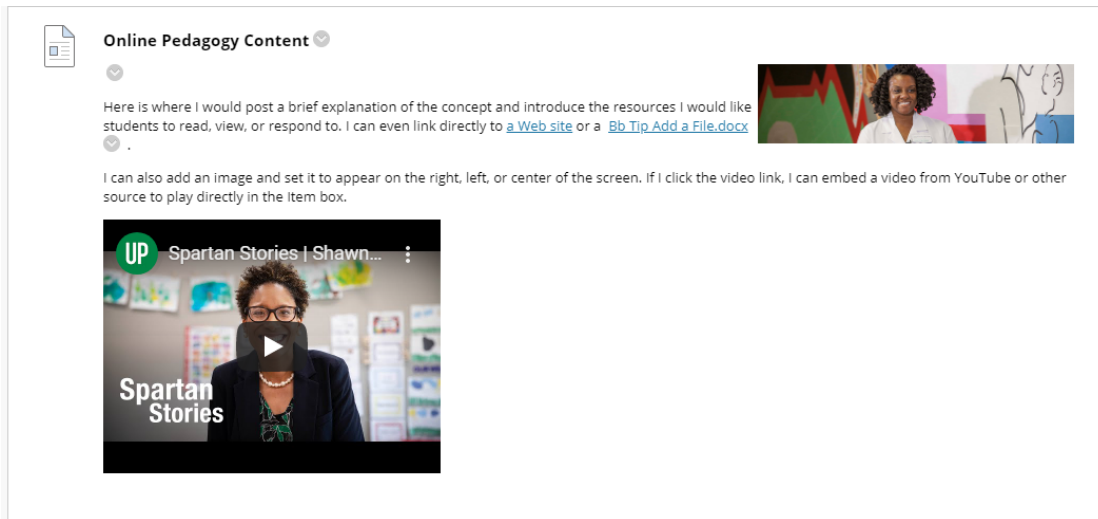 Online Pedagogy Content
Here is where I would post a brief explanation of the concept and introduce the resources I would like
students to read, view, or respond to. I can even link directly to a Web site or a Bb Tip Add a File.docx
.
I can also add an image and set it to appear on the right, left, or center of the screen. If I click the video link, I can embed a video from YouTube or other
source to play directly in the Item box.
UP Spartan Stories | Shawn...
Spartan
Stories